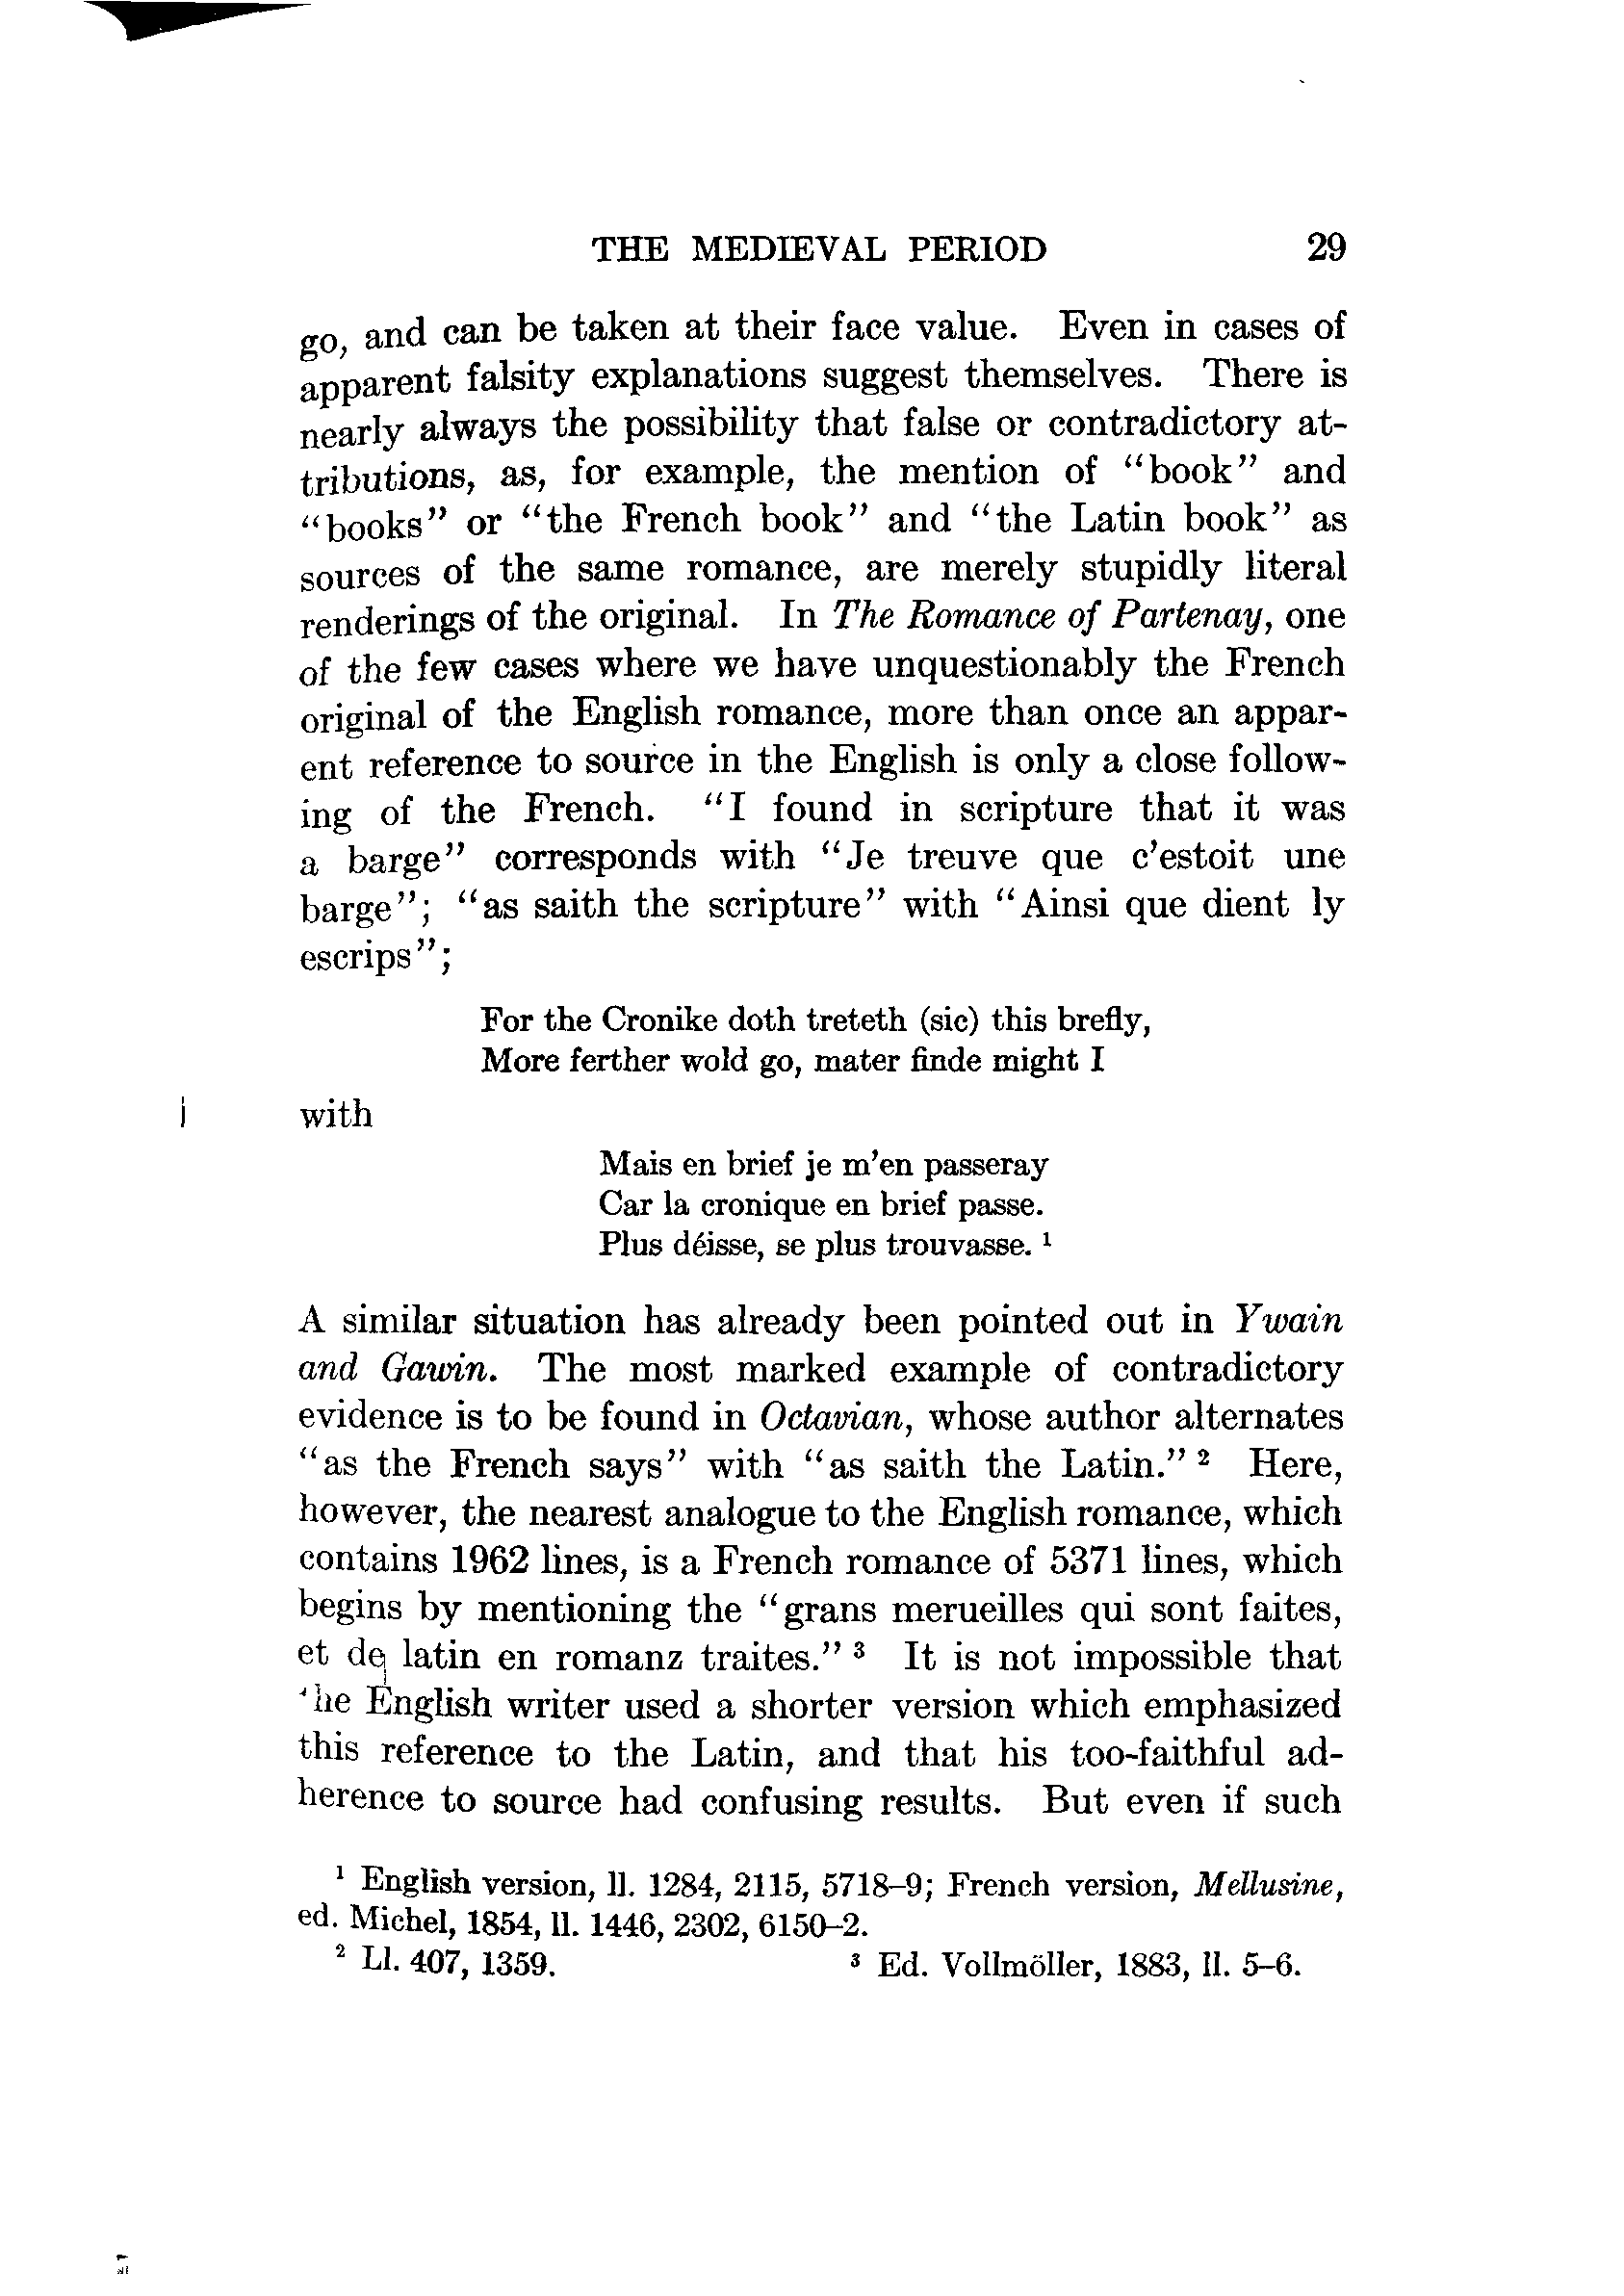 THE MEDIEVAL PERIOD 29
go, and can be taken at their face value. Even in cases of
apparent falsity explanations suggest themselves. There is
nearly always the possibility that false or contradictory at-
tributions, as, for example, the mention of “book” and
“books” or “the French book” and “the Latin book” as
sources of the same romance, are merely stupidly literal
renderings of the original. In The Romance of Partenay, one
of the few cases where we have unquestionably the French
original of the English romance, more than once an appar-
ent reference to source in the English is only a close follow-
ing of the French. “I found in scripture that it was
a barge” corresponds with “Je treuve que c’estoit une
barge”; “as saith the scripture” with “Ainsi que dient ly
escrips”;
For the Cronike doth treteth (sic) this brefly,
More ferther wold go, mater finde might I
with
Mais en brief je m’en passeray
Car la cronique en brief passe.
Plus déisse, se plus trouvasse. ¹
A similar situation has already been pointed out in Ywain
and Gawin. The most marked example of contradictory
evidence is to be found in Octavian, whose author alternates
“as the French says” with “as saith the Latin.” ² Here,
however, the nearest analogue to the English romance, which
contains 1962 lines, is a French romance of 5371 lines, which
begins by mentioning the “grans merueilles qui sont faites,
et de latin en romanz traites.” ³ It is not impossible that
the English writer used a shorter version which emphasized
this reference to the Latin, and that his too-faithful ad-
herence to source had confusing results. But even if such
¹ English version, ll. 1284, 2115, 5718–9; French version, Mellusine,
ed. Michel, 1854, ll. 1446, 2302, 6150–2.
² Ll. 407, 1359. ³ Ed. Vollmöller, 1883, ll. 5–6.